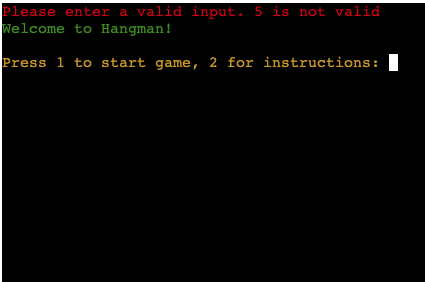 Please enter a valid input. 5 is not valid
Welcome to Hangman!
Press 1 to start game, 2 for instructions: